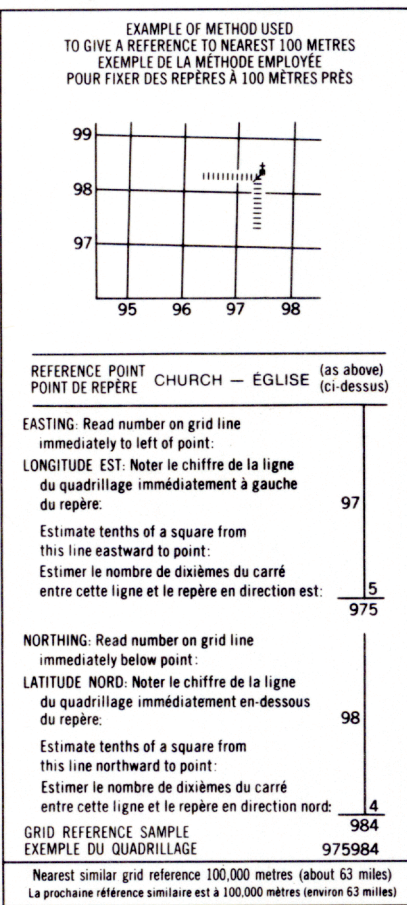 EXAMPLE OF METHOD USED
TO GIVE A REFERENCE TO NEAREST 100 METRES
EXEMPLE DE LA MÉTHODE EMPLOYÉE
POUR FIXER DES REPÈRES À 100 MÈTRES PRÈS
99
98
97
95 96 97 98
REFERENCE POINT CHURCH — ÉGLISE (as above)
POINT DE REPÈRE (ci-dessus)
EASTING: Read number on grid line
immediately to left of point:
LONGITUDE EST: Noter le chiffre de la ligne
du quadrillage immédiatement à gauche
du repère: 97
Estimate tenths of a square from
this line eastward to point:
Estimer le nombre de dixièmes du carré
entre cette ligne et le repère en direction est: 5
975
NORTHING: Read number on grid line
immediately below point:
LATITUDE NORD: Noter le chiffre de la ligne
du quadrillage immédiatement en-dessous
du repère: 98
Estimate tenths of a square from
this line northward to point:
Estimer le nombre de dixièmes du carré
entre cette ligne et le repère en direction nord: 4
984
GRID REFERENCE SAMPLE
EXEMPLE DU QUADRILLAGE 975984
Nearest similar grid reference 100,000 metres (about 63 miles)
La prochaine référence similaire est à 100,000 mètres (environ 63 milles)